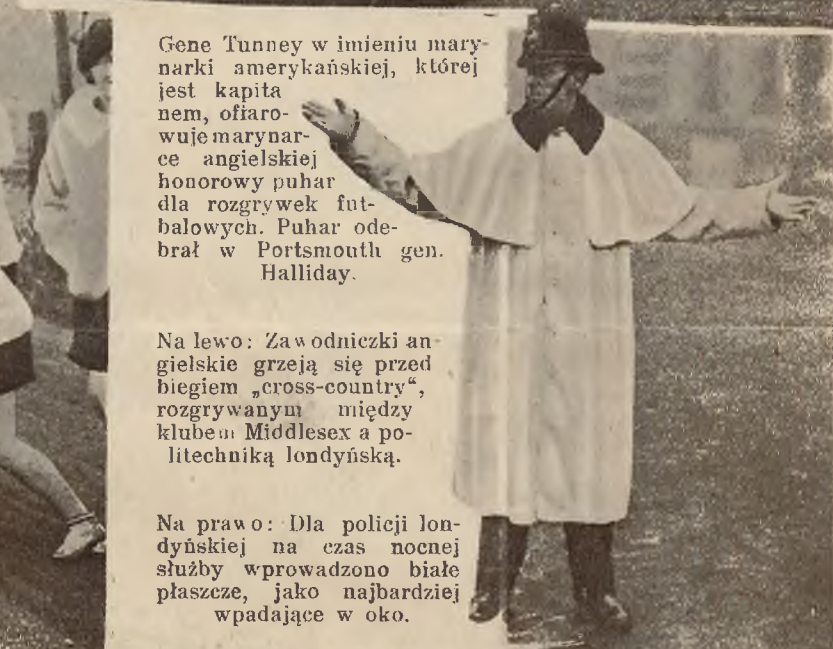 Gene Tunney w imieniu mary-
narki amerykańskiej, której
jest kapita
nem, ofiaro-
wuje marynar-
ce angielskiej
honorowy puhar
dla rozgrywek fut-
balowych. Puhar ode-
brał w Portsmouth gen.
Halliday.
Na lewo: Zawodniczki an-
gielskie grzeją się przed
biegiem „cross-country“,
rozgrywanym między
klubem Middlesex a po-
litechniką londyńską.
Na prawo: Dla policji lon-
dyńskiej na czas nocnej
służby wprowadzono białe
płaszcze, jako najbardziej
wpadające w oko.